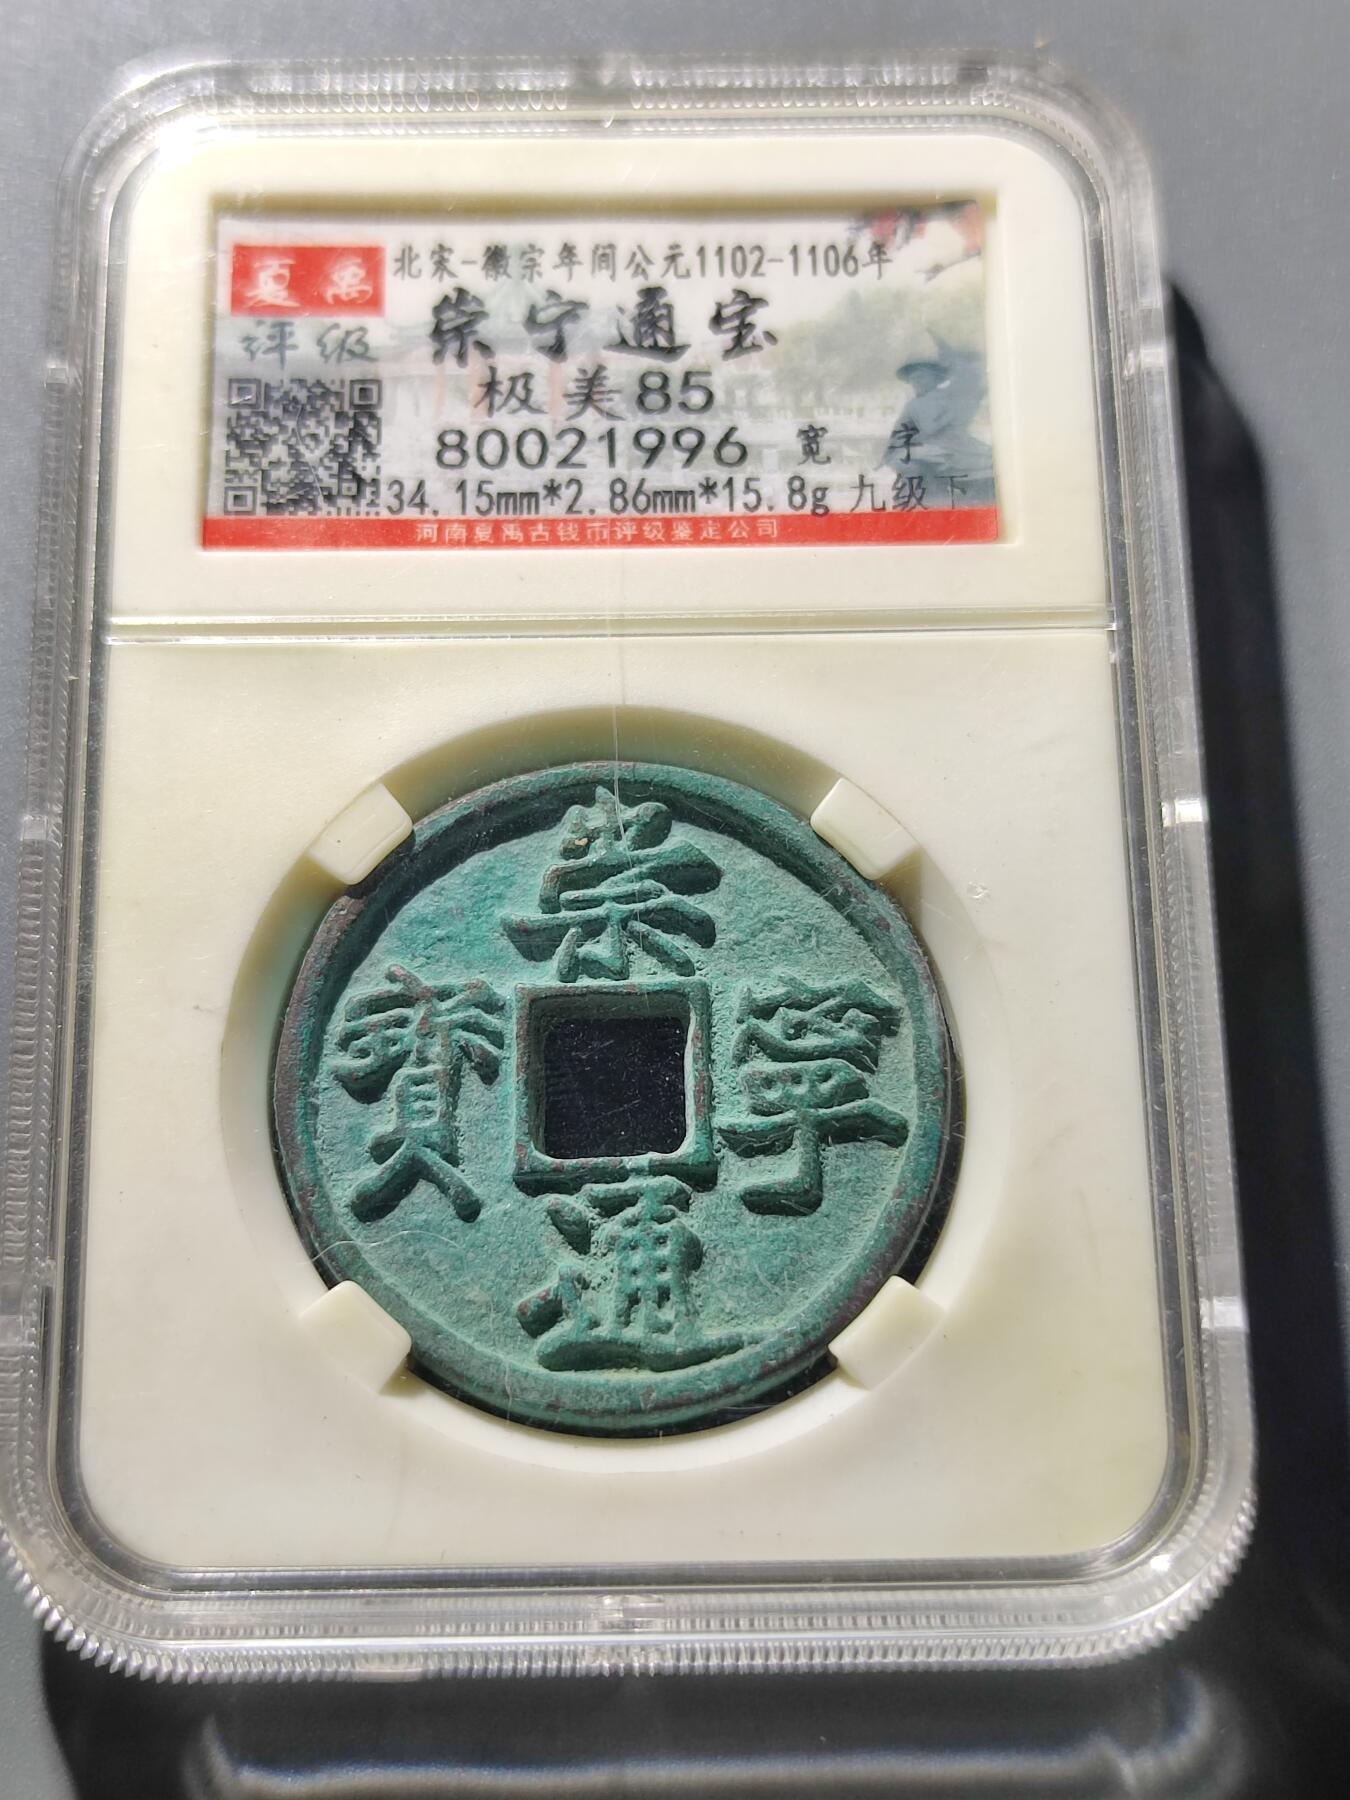 夏禹
评级
北宋-徽宗年间公元1102-1106年
崇宁通宝
极美85
80021996 宽字
34.15mm*2.86mm*15.8g 九级下
河南夏禹古钱币评级鉴定公司
崇
寧
通
寳